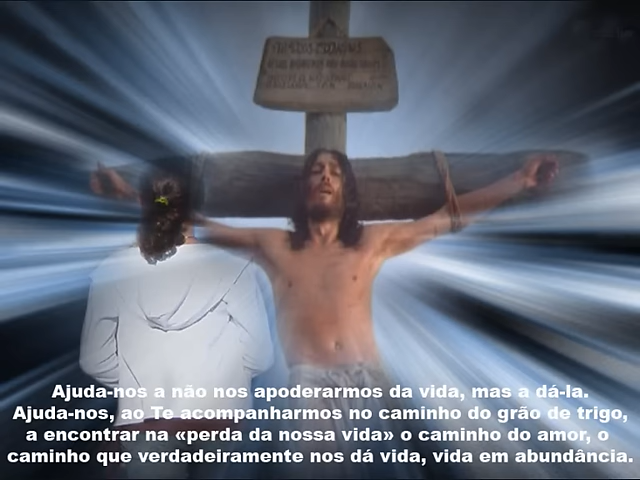 Ajuda-nos a não nos apoderarmos da vida, mas a dá-la.
Ajuda-nos, ao Te acompanharmos no caminho do grão de trigo,
a encontrar na «perda da nossa vida» o caminho do amor, o
caminho que verdadeiramente nos dá vida, vida em abundância.